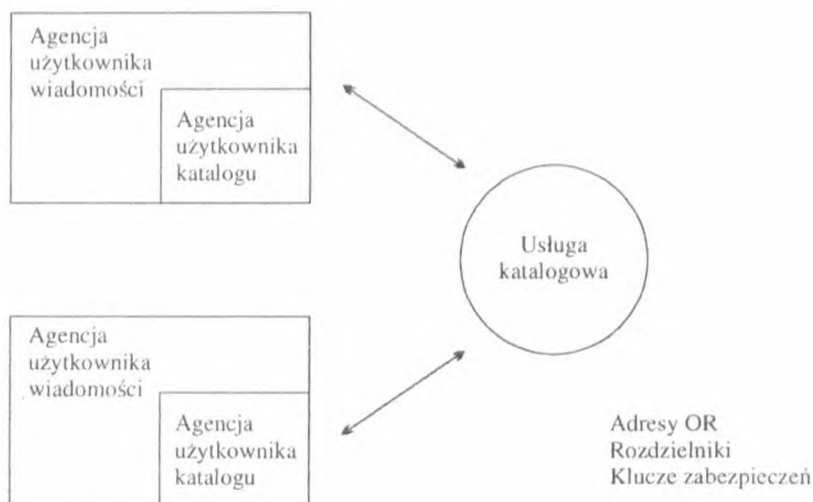 Agencja
użytkownika
wiadomości
Agencja
użytkownika
katalogu
Usługa
katalogowa
Agencja
użytkownika
wiadomości
Agencja
użytkownika
katalogu
Adresy OR
Rozdzielniki
Klucze zabezpieczeń